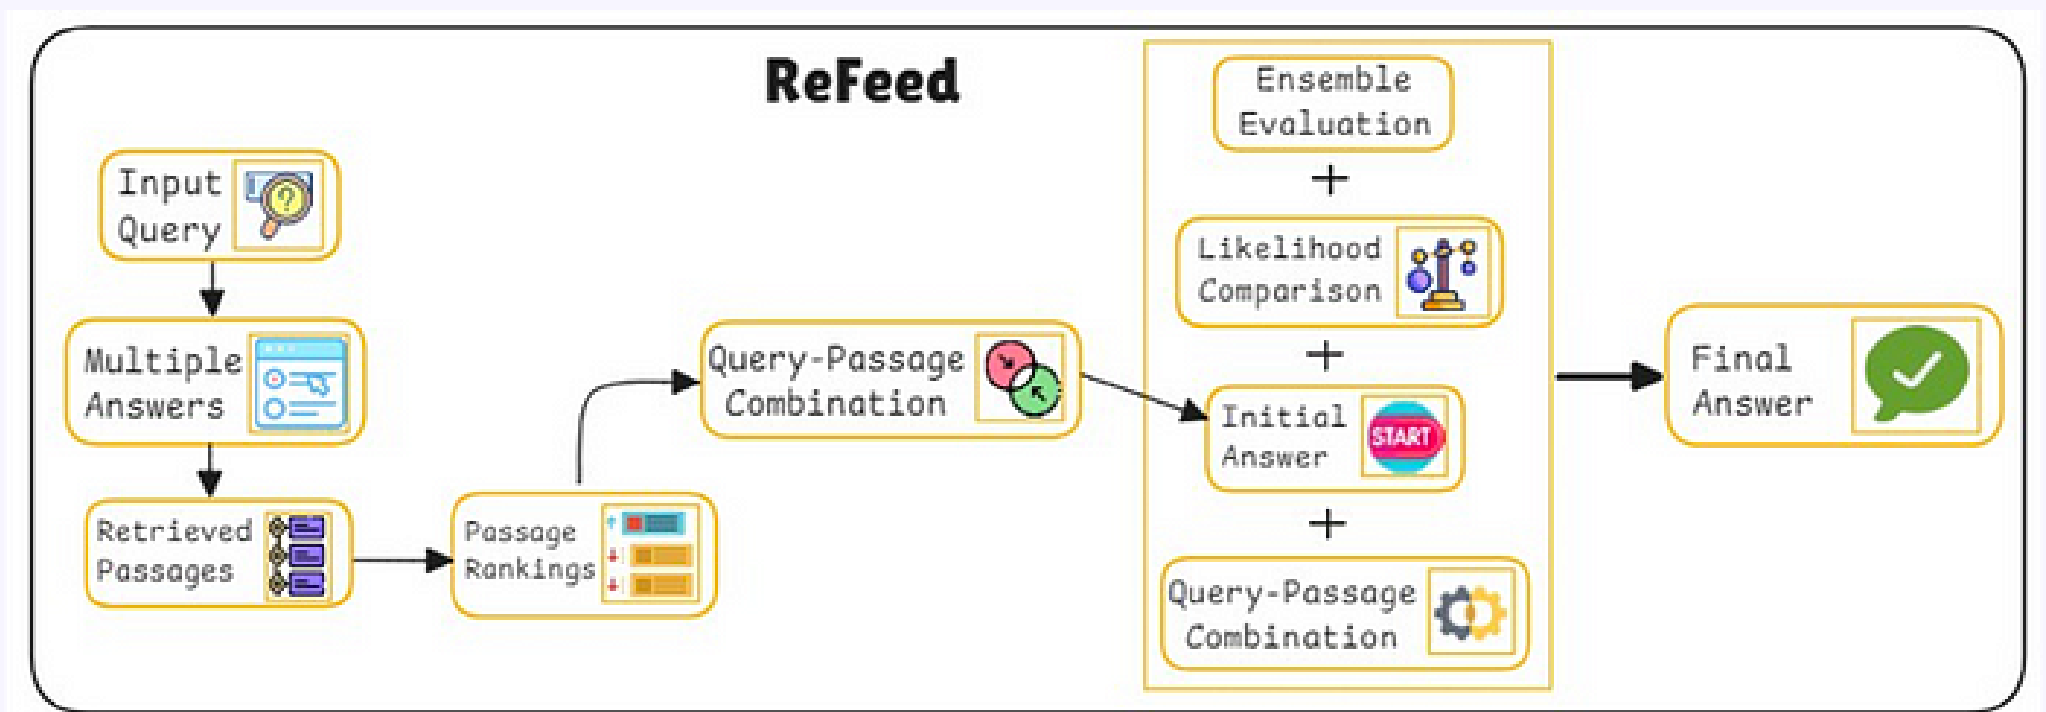 ReFeed
Input
Query
?
Multiple
Answers
Retrieved
Passages
Passage
Rankings
Query-Passage
Combination
Ensemble
Evaluation
+
Likelihood
Comparison
+
Initial
Answer
START
+
Query-Passage
Combination
Final
Answer